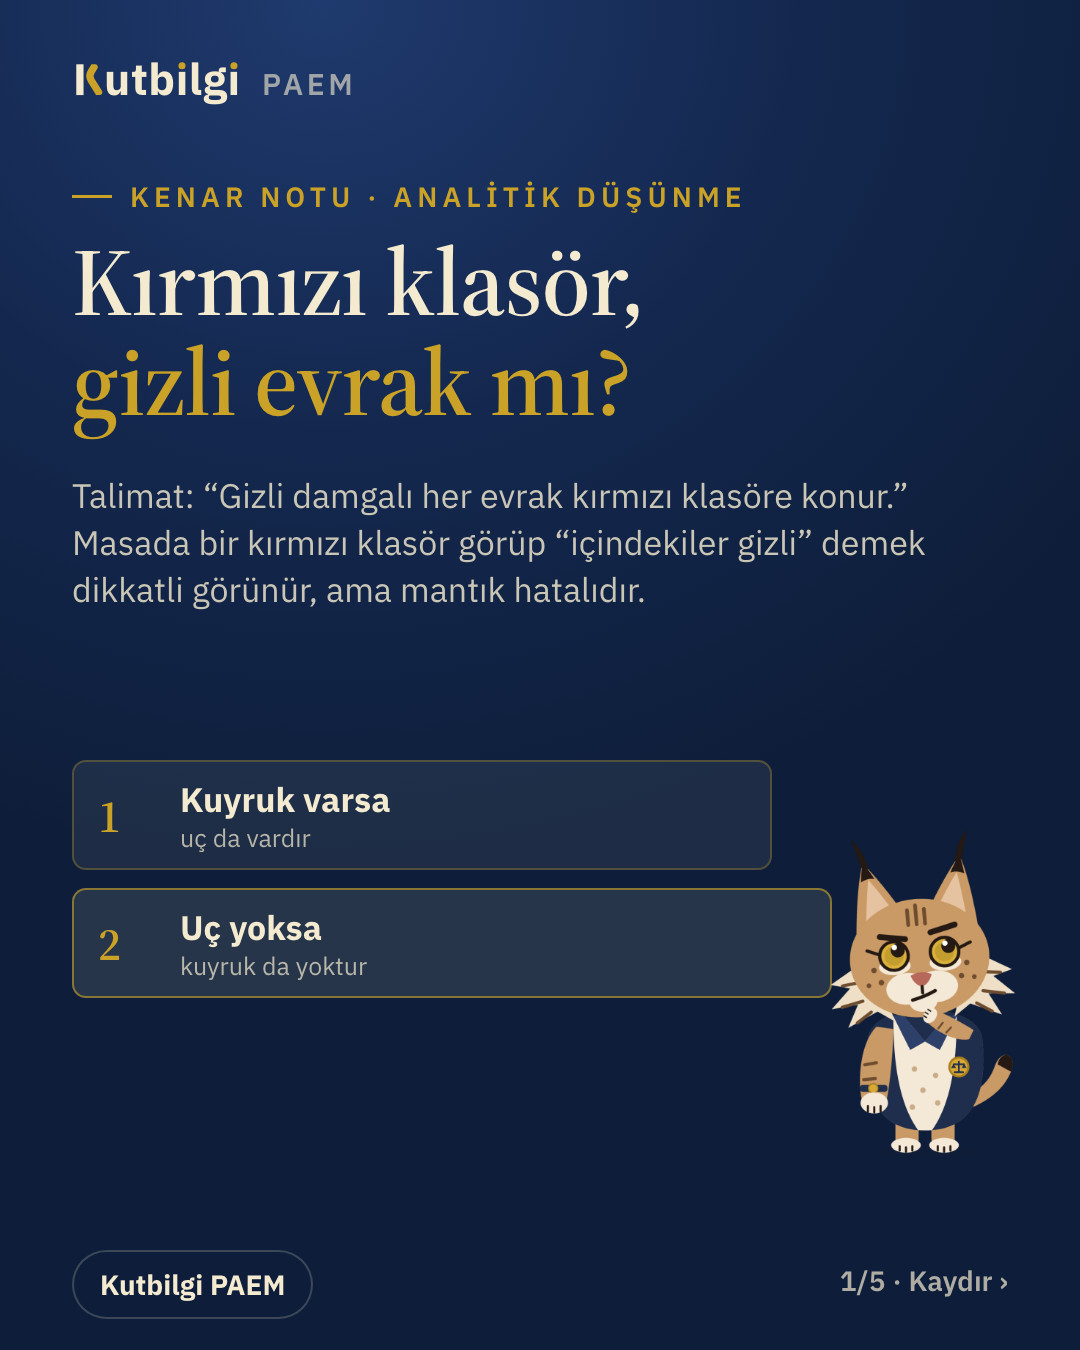 Kutbilgi PAEM
KENAR NOTU · ANALİTİK DÜŞÜNME
Kırmızı klasör,
gizli evrak mı?
Talimat: “Gizli damgalı her evrak kırmızı klasöre konur.”
Masada bir kırmızı klasör görüp “içindekiler gizli” demek
dikkatli görünür, ama mantık hatalıdır.
1
Kuyruk varsa
uç da vardır
2
Uç yoksa
kuyruk da yoktur
Kutbilgi PAEM
1/5 · Kaydır ›